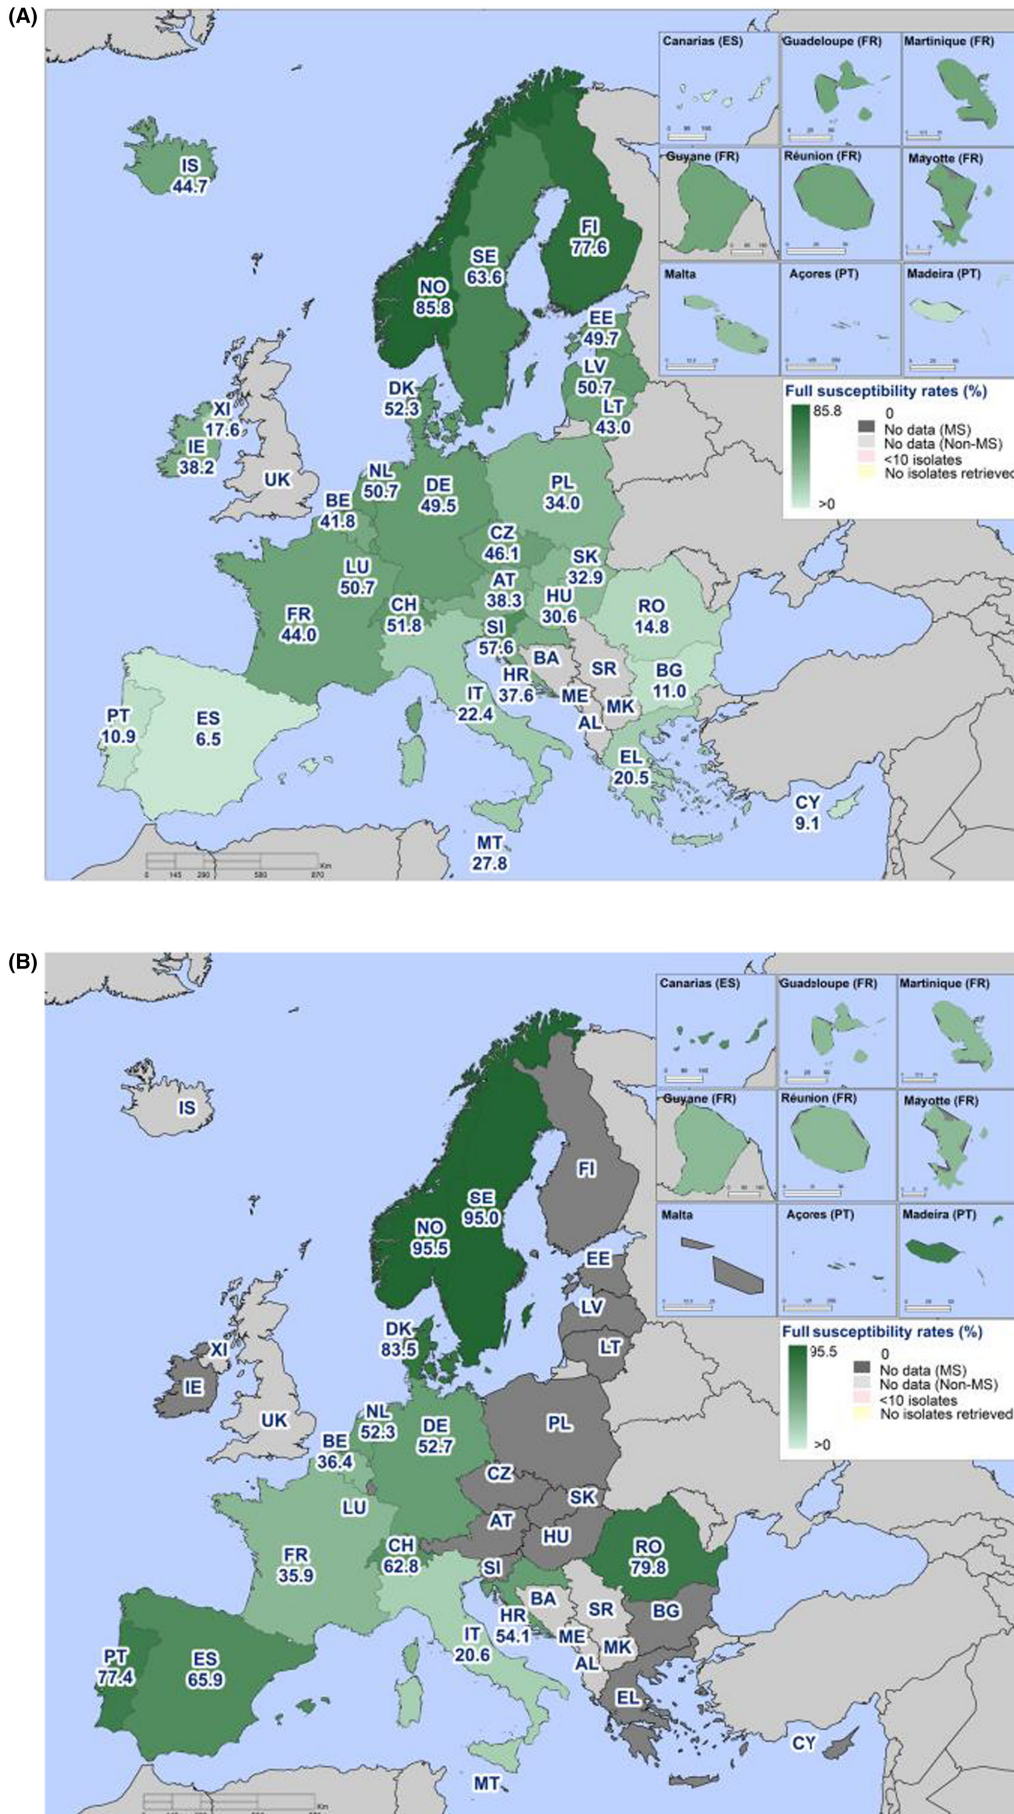 (A)
Canarias (ES)
Guadeloupe (FR)
Martinique (FR)
Guyane (FR)
Réunion (FR)
Mayotte (FR)
Malta
Açores (PT)
Madeira (PT)
IS
44.7
FI
77.6
SE
63.6
NO
85.8
EE
49.7
LV
50.7
LT
43.0
DK
52.3
XI
17.6
IE
38.2
UK
NL
50.7
DE
49.5
PL
34.0
BE
41.8
CZ
46.1
SK
32.9
LU
50.7
AT
38.3
HU
30.6
CH
51.8
FR
44.0
SI
57.6
RO
14.8
BA
SR
BG
11.0
HR
37.6
ME
MK
AL
IT
22.4
PT
10.9
ES
6.5
EL
20.5
CY
9.1
MT
27.8
Full susceptibility rates (%)
85.8
>0
0
No data (MS)
No data (Non-MS)
<10 isolates
No isolates retrieved
0 145 290 580 870
Km
(B)
Canarias (ES)
Guadeloupe (FR)
Martinique (FR)
Guyane (FR)
Réunion (FR)
Mayotte (FR)
Malta
Açores (PT)
Madeira (PT)
IS
FI
SE
95.0
NO
95.5
EE
LV
LT
DK
83.5
XI
IE
UK
NL
52.3
DE
52.7
PL
BE
36.4
CZ
SK
LU
AT
HU
CH
62.8
FR
35.9
SI
RO
79.8
BA
SR
BG
HR
54.1
ME
MK
AL
IT
20.6
PT
77.4
ES
65.9
EL
CY
MT
Full susceptibility rates (%)
95.5
>0
0
No data (MS)
No data (Non-MS)
<10 isolates
No isolates retrieved
Km